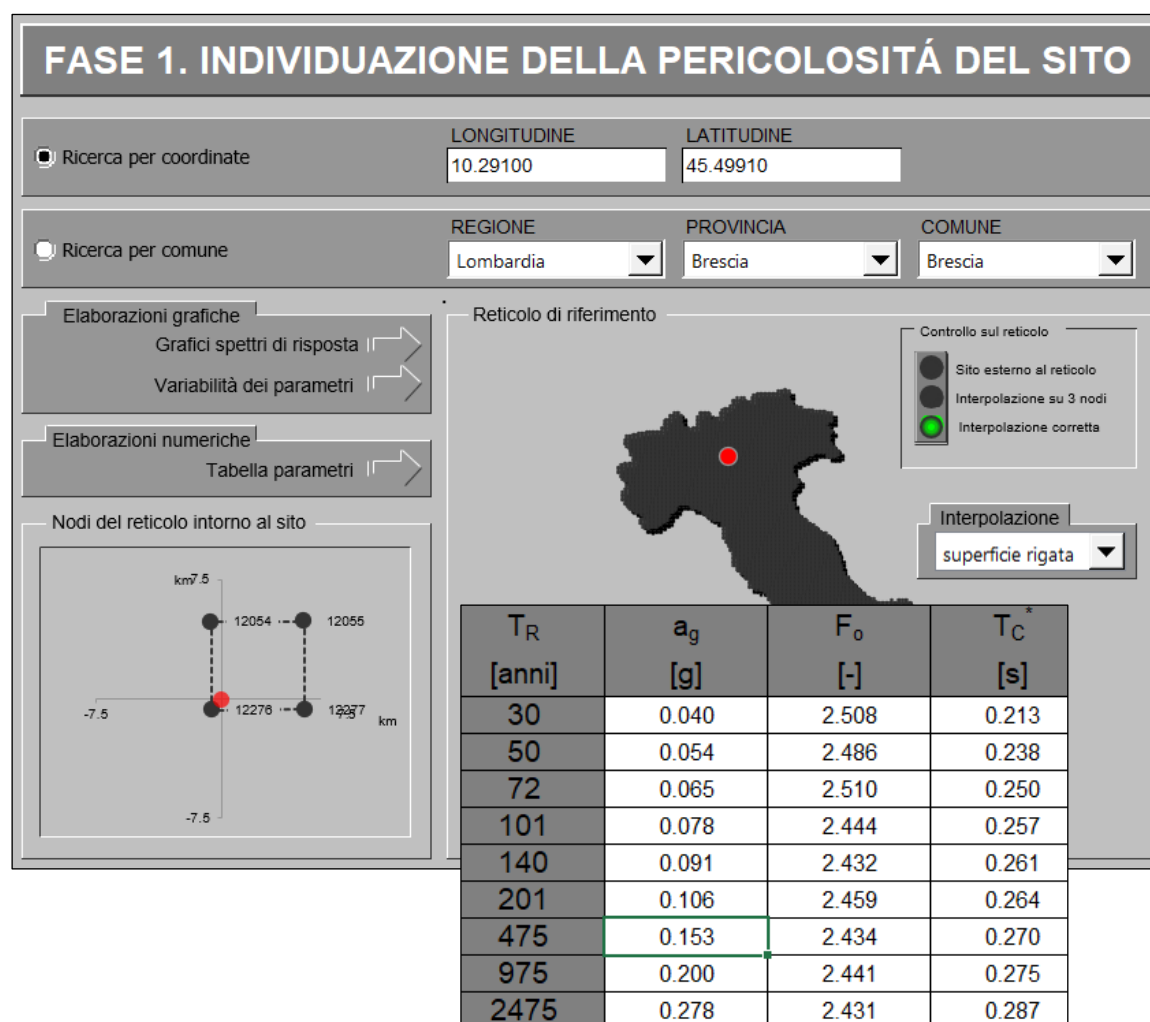 FASE 1. INDIVIDUAZIONE DELLA PERICOLOSITÁ DEL SITO
LONGITUDINE LATITUDINE
Ricerca per coordinate 10.29100 45.49910
REGIONE PROVINCIA COMUNE
Ricerca per comune Lombardia Brescia Brescia
Elaborazioni grafiche
Grafici spettri di risposta
Variabilità dei parametri
Elaborazioni numeriche
Tabella parametri
Nodi del reticolo intorno al sito
km 7.5
12054 12055
-7.5 12276 12277 7.5 km
-7.5
Reticolo di riferimento
Controllo sul reticolo
Sito esterno al reticolo
Interpolazione su 3 nodi
Interpolazione corretta
Interpolazione
superficie rigata
TR ag Fo TC*
[anni] [g] [-] [s]
30 0.040 2.508 0.213
50 0.054 2.486 0.238
72 0.065 2.510 0.250
101 0.078 2.444 0.257
140 0.091 2.432 0.261
201 0.106 2.459 0.264
475 0.153 2.434 0.270
975 0.200 2.441 0.275
2475 0.278 2.431 0.287